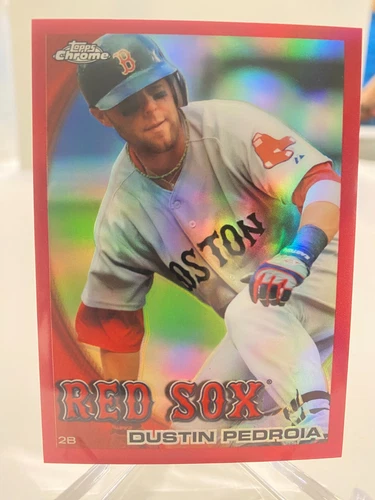 Topps
Chrome
B
BOSTON
RED SOX
2B
DUSTIN PEDROIA